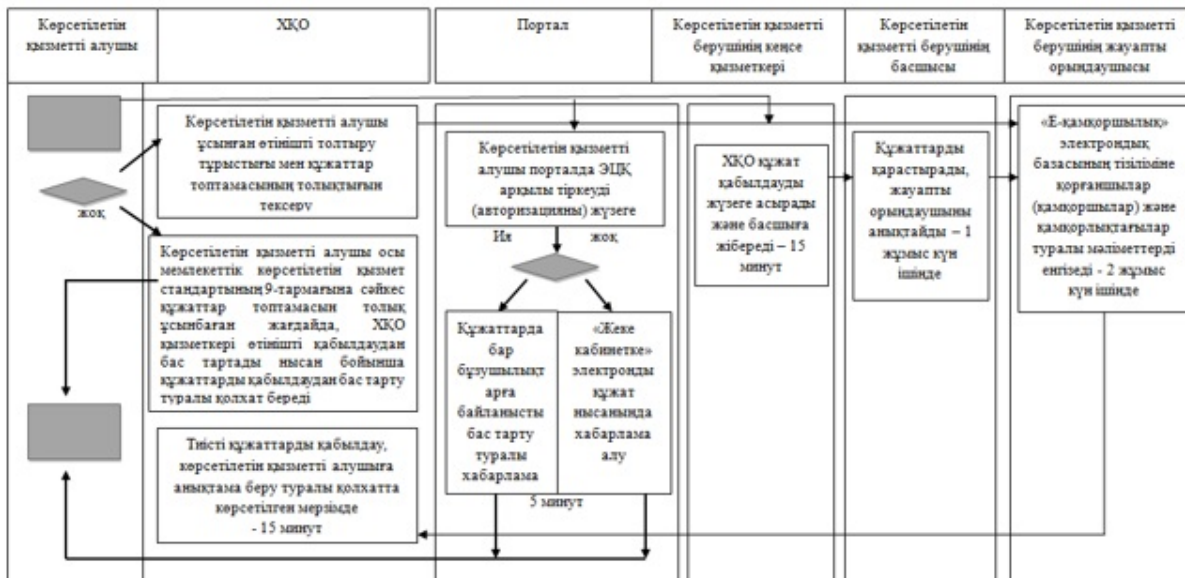 Көрсетілетін
қызметті алушы
ХҚО
Портал
Көрсетілетін қызметті
берушінің кеңсе
қызметкері
Көрсетілетін
қызметті берушінің
басшысы
Көрсетілетін қызметті
берушінің жауапты
орындаушысы
жоқ
Көрсетілетін қызметті алушы
ұсынған өтінішті толтыру
тұрыстығы мен құжаттар
топтамасының толықтығын
тексеру
Көрсетілетін қызметті алушы осы
мемлекеттік көрсетілетін қызмет
стандартының 9-тармағына сәйкес
құжаттар топтамасын толық
ұсынбаған жағдайда, ХҚО
қызметкері өтінішті қабылдаудан
бас тартады нысан бойынша
құжаттарды қабылдаудан бас тарту
туралы қолхат береді
Тиісті құжаттарды қабылдау,
көрсетілетін қызметті алушыға
анықтама беру туралы қолхатта
көрсетілген мерзімде
- 15 минут
Көрсетілетін қызметті
алушы порталда ЭЦҚ
арқылы тіркеуді
(авторизацияны) жүзеге
Ия жоқ
Құжаттарда
бар
бұзушылықт
арға
байланысты
бас тарту
туралы
хабарлама
«Жеке
кабинетке»
электронды
құжат
нысанында
хабарлама
алу
5 минут
ХҚО құжат
қабылдауды
жүзеге асырады
және басшыға
жібереді – 15
минут
Құжаттарды
қарастырады,
жауапты
орындаушыны
анықтайды – 1
жұмыс күн
ішінде
«Е-қамқоршылық»
электрондық
базасының тізіліміне
қорғаншылар
(қамқоршылар) және
қамқорлықтағылар
туралы мәліметтерді
енгізеді - 2 жұмыс
күн ішінде